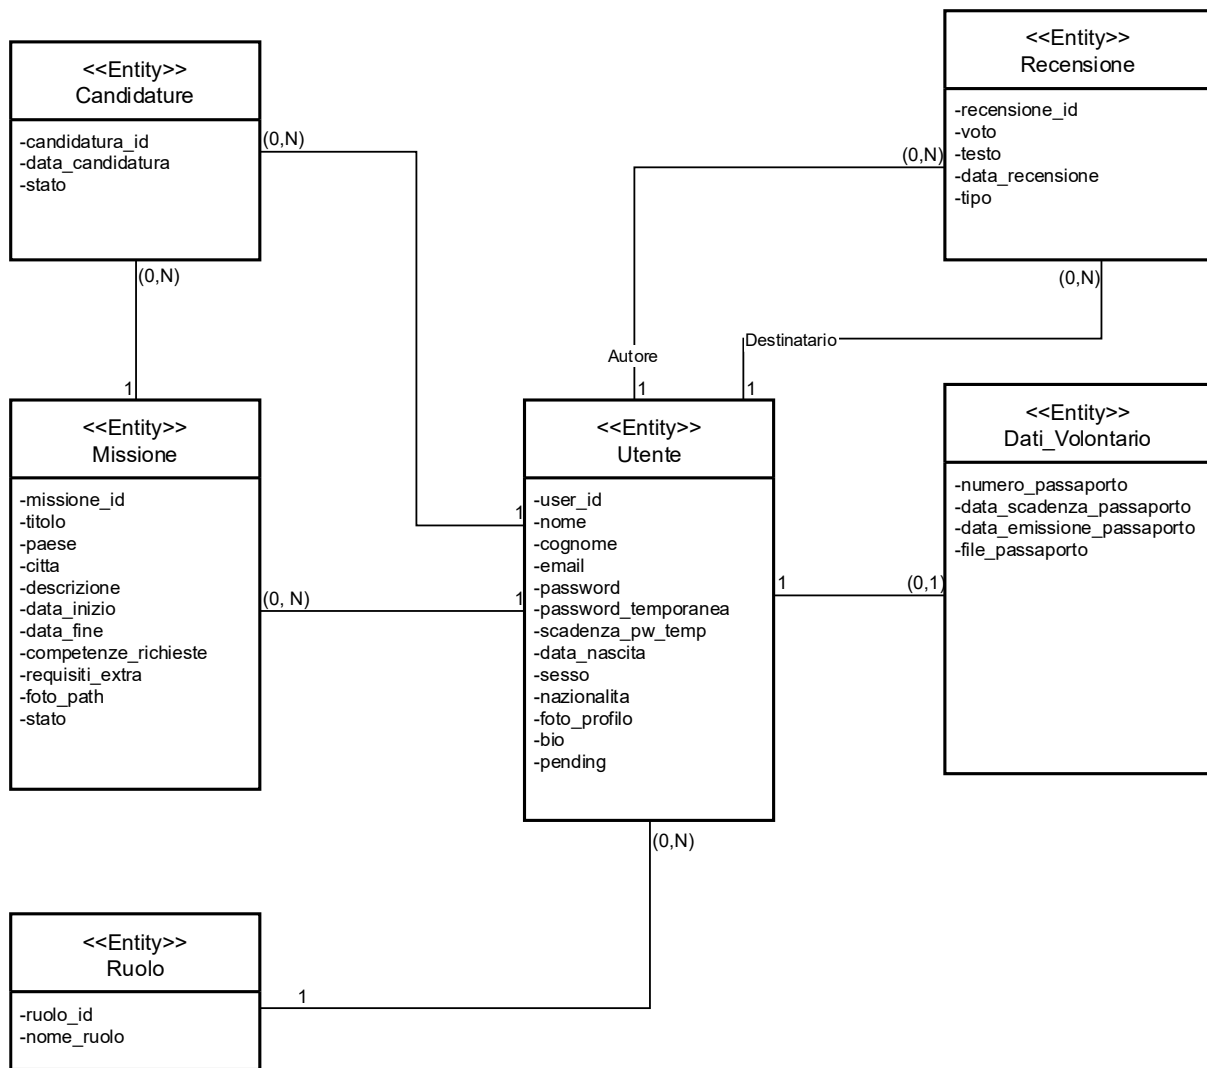 <<Entity>>
Candidature
-candidatura_id
-data_candidatura
-stato
(0,N)
(0,N)
<<Entity>>
Recensione
-recensione_id
-voto
-testo
-data_recensione
-tipo
(0,N)
(0,N)
Autore
1
Destinatario
1
1
<<Entity>>
Missione
-missione_id
-titolo
-paese
-citta
-descrizione
-data_inizio
-data_fine
-competenze_richieste
-requisiti_extra
-foto_path
-stato
(0, N)
1
1
<<Entity>>
Utente
-user_id
-nome
-cognome
-email
-password
-password_temporanea
-scadenza_pw_temp
-data_nascita
-sesso
-nazionalita
-foto_profilo
-bio
-pending
1
(0,1)
(0,N)
<<Entity>>
Dati_Volontario
-numero_passaporto
-data_scadenza_passaporto
-data_emissione_passaporto
-file_passaporto
<<Entity>>
Ruolo
-ruolo_id
-nome_ruolo
1